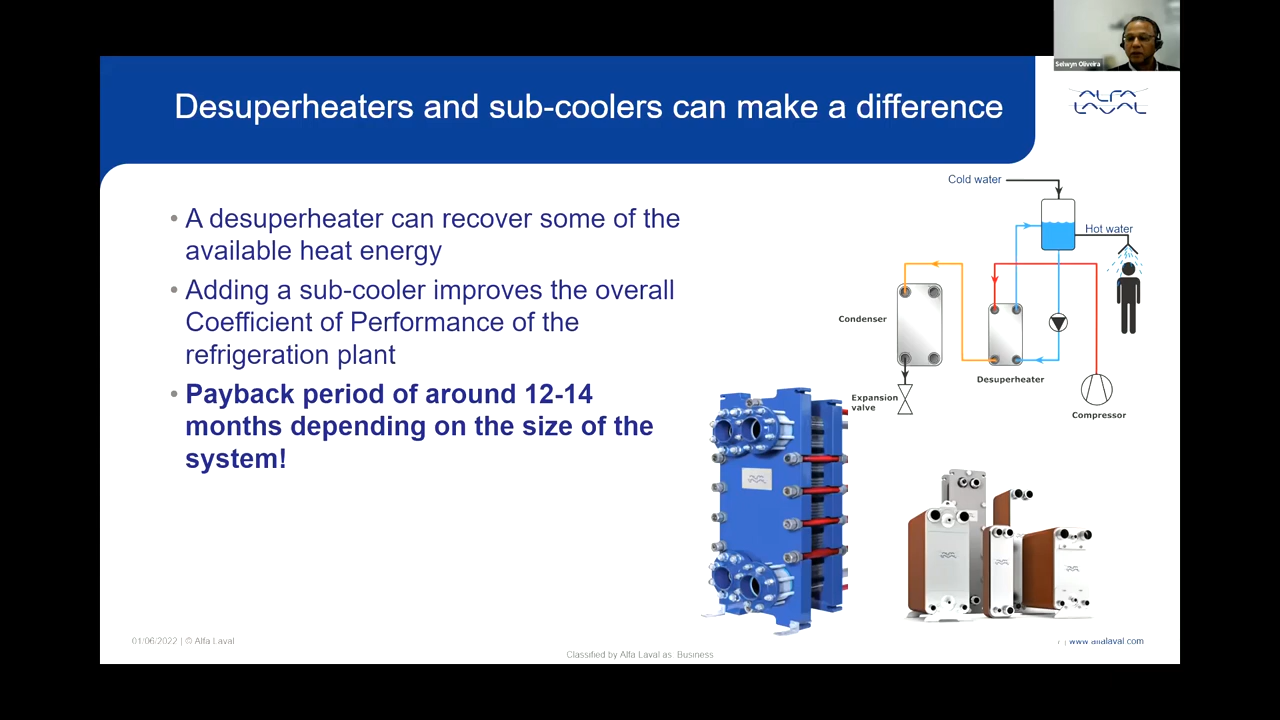 Selwyn Oliveira
Desuperheaters and sub-coolers can make a difference
ALFA
LAVAL
• A desuperheater can recover some of the
available heat energy
• Adding a sub-cooler improves the overall
Coefficient of Performance of the
refrigeration plant
• Payback period of around 12-14
months depending on the size of the
system!
Cold water
Hot water
Condenser
Desuperheater
Expansion
valve
Compressor
01/06/2022 | © Alfa Laval
| www.alfalaval.com
Classified by Alfa Laval as: Business